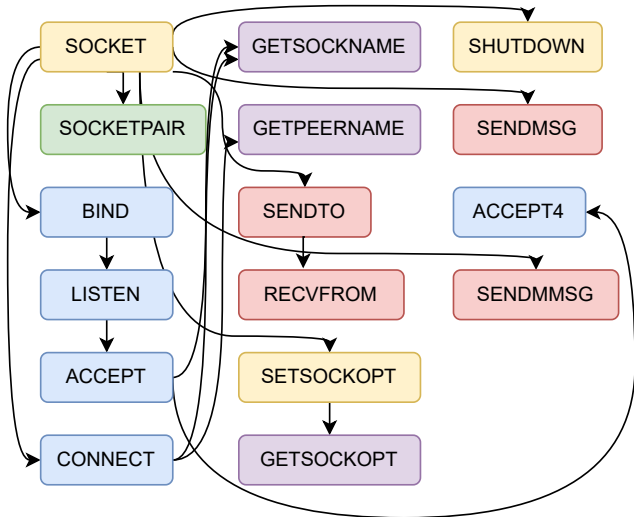 SOCKET
GETSOCKNAME
SHUTDOWN
SOCKETPAIR
GETPEERNAME
SENDMSG
BIND
SENDTO
ACCEPT4
LISTEN
RECVFROM
SENDMMSG
ACCEPT
SETSOCKOPT
CONNECT
GETSOCKOPT